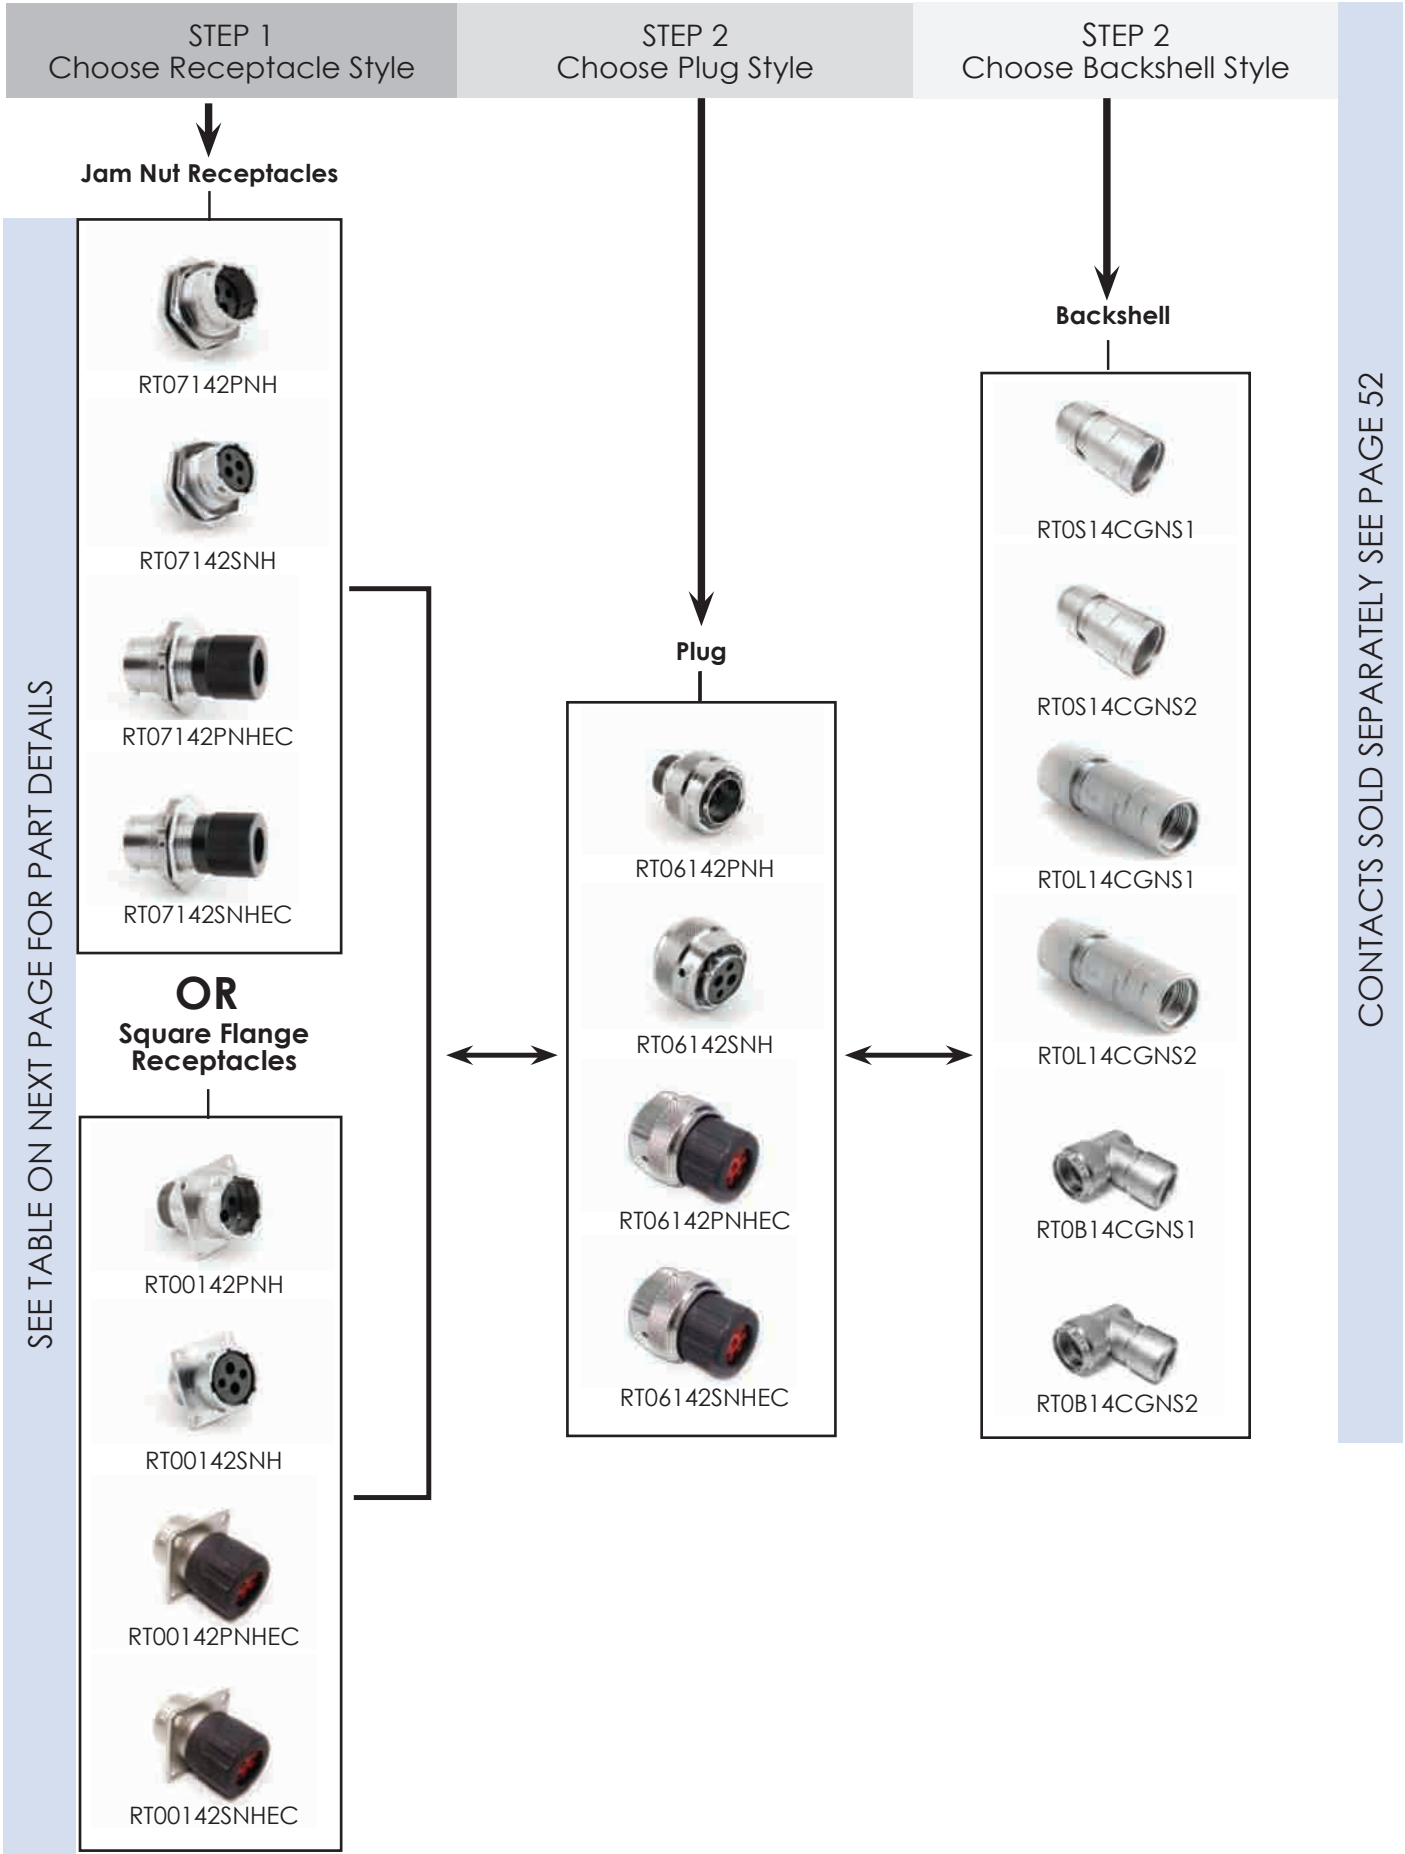 STEP 1
Choose Receptacle Style
STEP 2
Choose Plug Style
STEP 2
Choose Backshell Style
Jam Nut Receptacles
RT07142PNH
RT07142SNH
RT07142PNHEC
RT07142SNHEC
OR
Square Flange
Receptacles
RT00142PNH
RT00142SNH
RT00142PNHEC
RT00142SNHEC
Plug
RT06142PNH
RT06142SNH
RT06142PNHEC
RT06142SNHEC
Backshell
RT0S14CGNS1
RT0S14CGNS2
RT0L14CGNS1
RT0L14CGNS2
RT0B14CGNS1
RT0B14CGNS2
SEE TABLE ON NEXT PAGE FOR PART DETAILS
CONTACTS SOLD SEPARATELY SEE PAGE 52